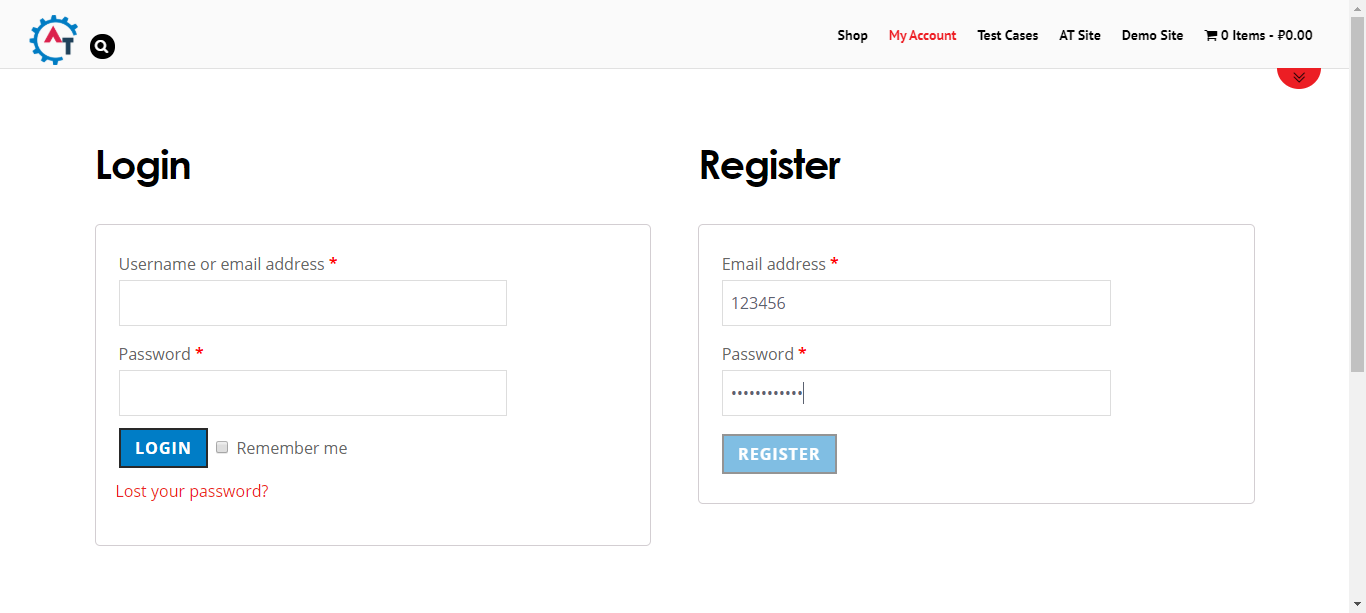 AT
Shop My Account Test Cases AT Site Demo Site 0 Items - ₽0.00
Login
Username or email address *
Password *
LOGIN Remember me
Lost your password?
Register
Email address *
123456
Password *
••••••••••••
REGISTER